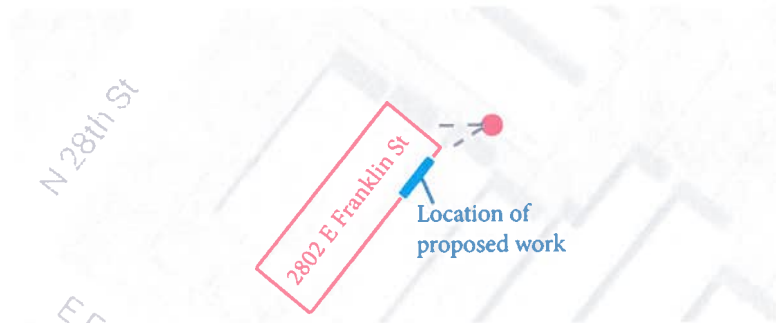 N 28th St
2802 E Franklin St
Location of
proposed work
E